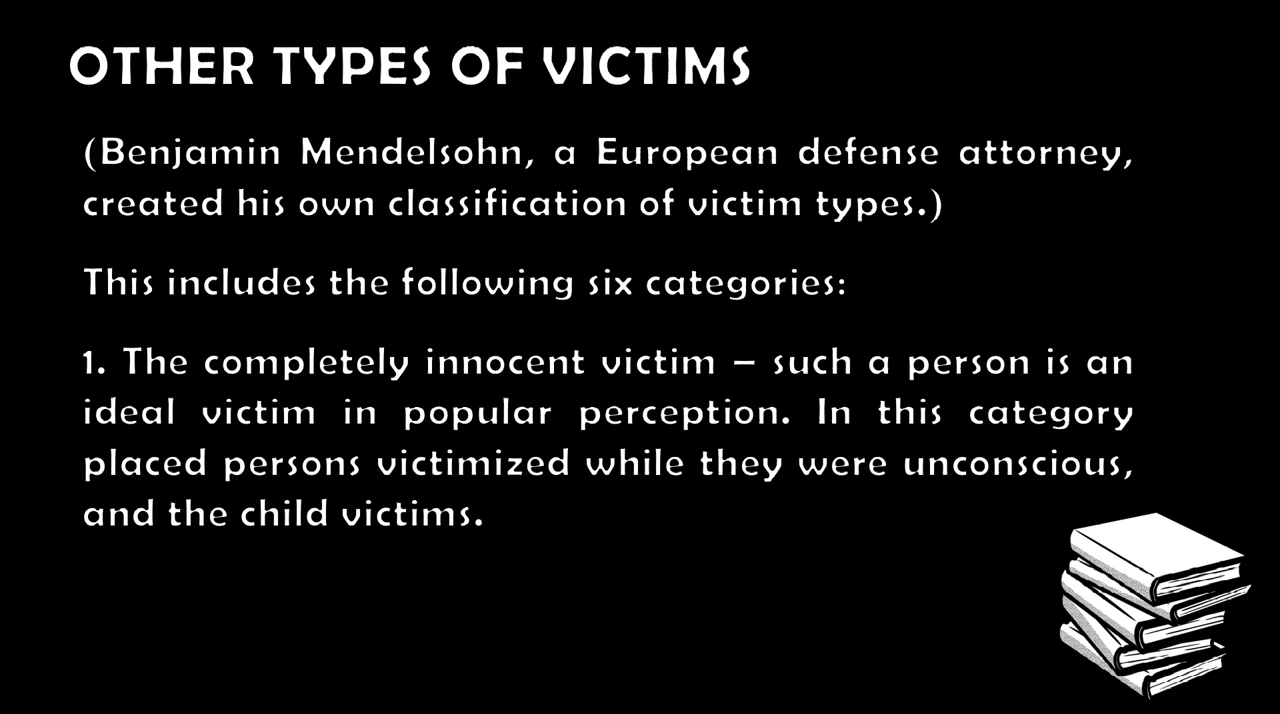 OTHER TYPES OF VICTIMS
(Benjamin Mendelsohn, a European defense attorney,
created his own classification of victim types.)
This includes the following six categories:
1. The completely innocent victim – such a person is an
ideal victim in popular perception. In this category
placed persons victimized while they were unconscious,
and the child victims.